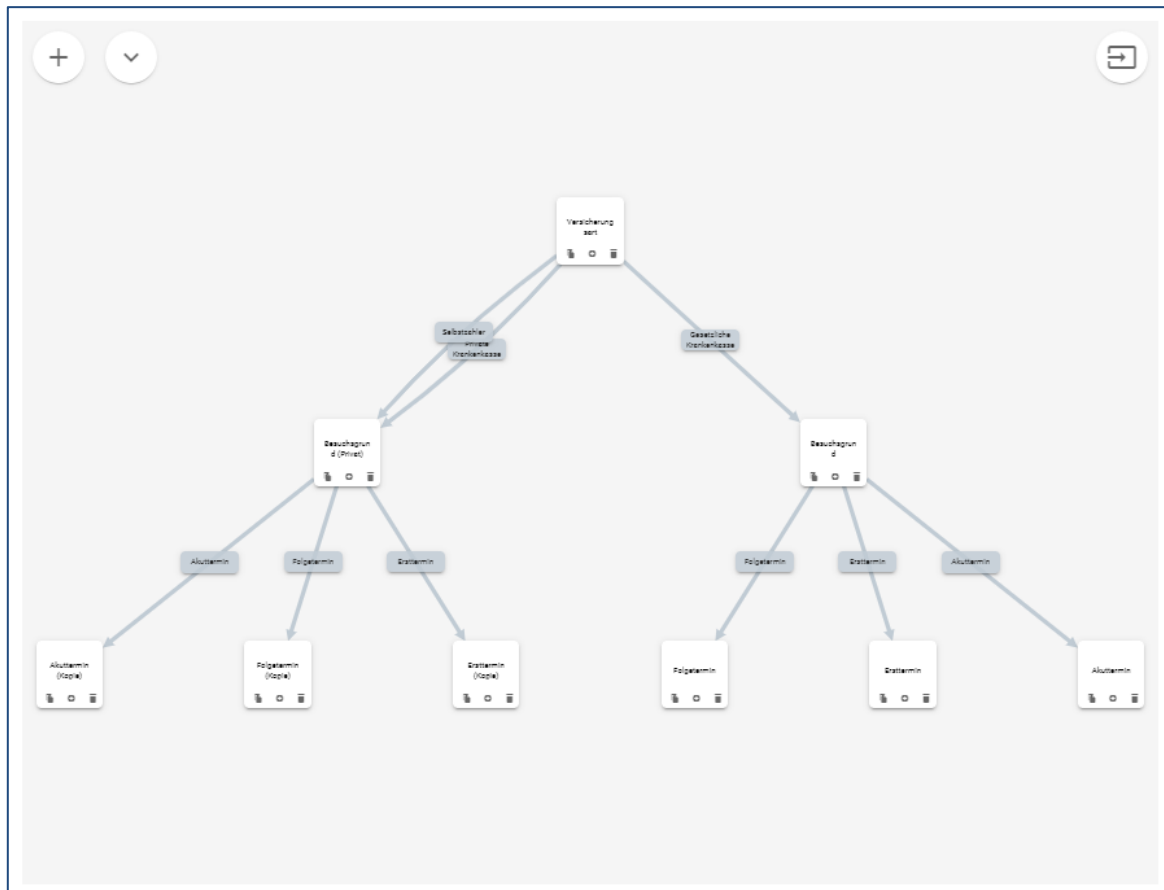 Versicherung
sart
Selbstzahler
Private
Krankenkasse
Gesetzliche
Krankenkasse
Besuchsgrun
d (Privat)
Besuchsgrun
d
Akuttermin
Folgetermin
Ersttermin
Folgetermin
Ersttermin
Akuttermin
Akuttermin
(Kopie)
Folgetermin
(Kopie)
Ersttermin
(Kopie)
Folgetermin
Ersttermin
Akuttermin